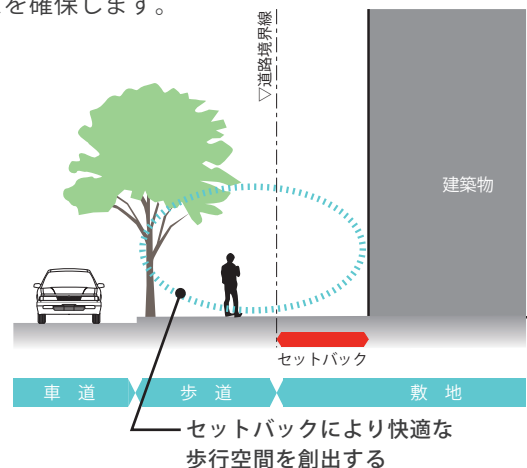 を確保します。
▽道路境界線
建築物
セットバック
車道
歩道
敷地
セットバックにより快適な
歩行空間を創出する